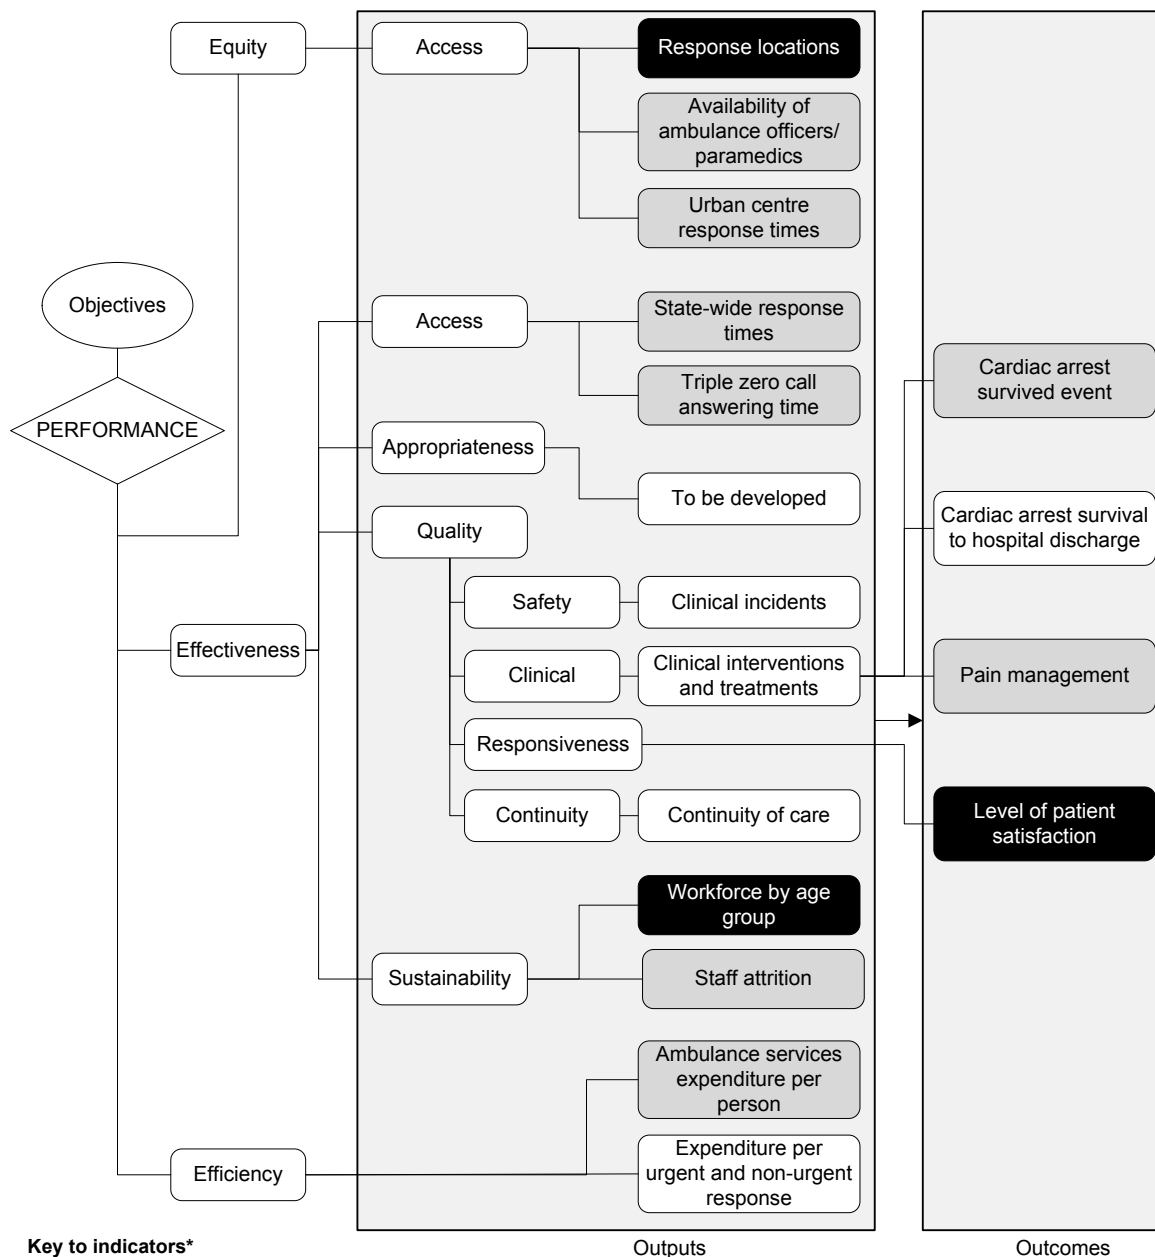 Equity
Access
Response locations
Availability of
ambulance officers/
paramedics
Urban centre
response times
Objectives
PERFORMANCE
Access
State-wide response
times
Triple zero call
answering time
Appropriateness
To be developed
Quality
Safety
Clinical incidents
Effectiveness
Clinical
Clinical interventions
and treatments
Responsiveness
Continuity
Continuity of care
Sustainability
Workforce by age
group
Staff attrition
Efficiency
Ambulance services
expenditure per
person
Expenditure per
urgent and non-urgent
response
Cardiac arrest
survived event
Cardiac arrest survival
to hospital discharge
Pain management
Level of patient
satisfaction
Key to indicators*
Outputs
Outcomes